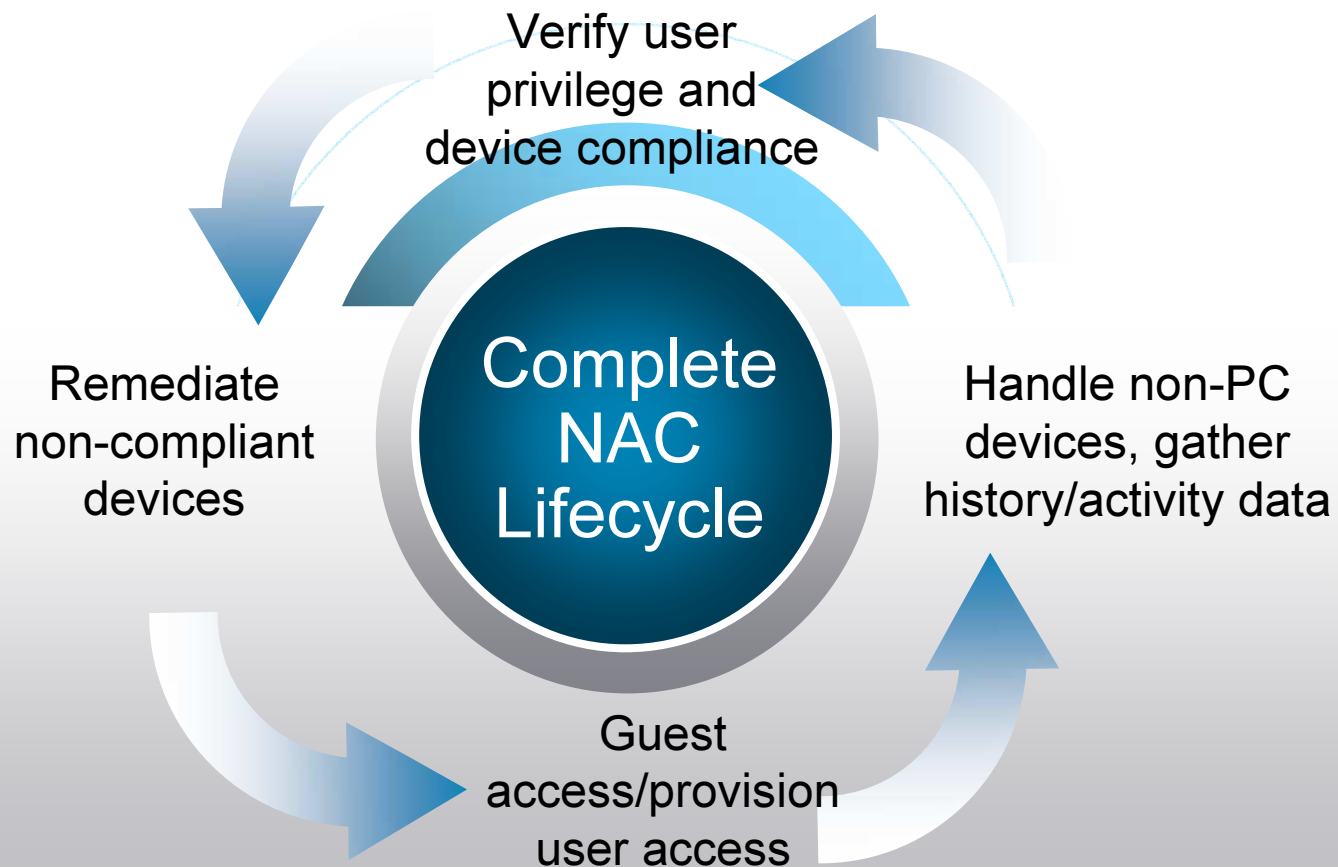 Verify user
privilege and
device compliance
Remediate
non-compliant
devices
Complete
NAC
Lifecycle
Handle non-PC
devices, gather
history/activity data
Guest
access/provision
user access